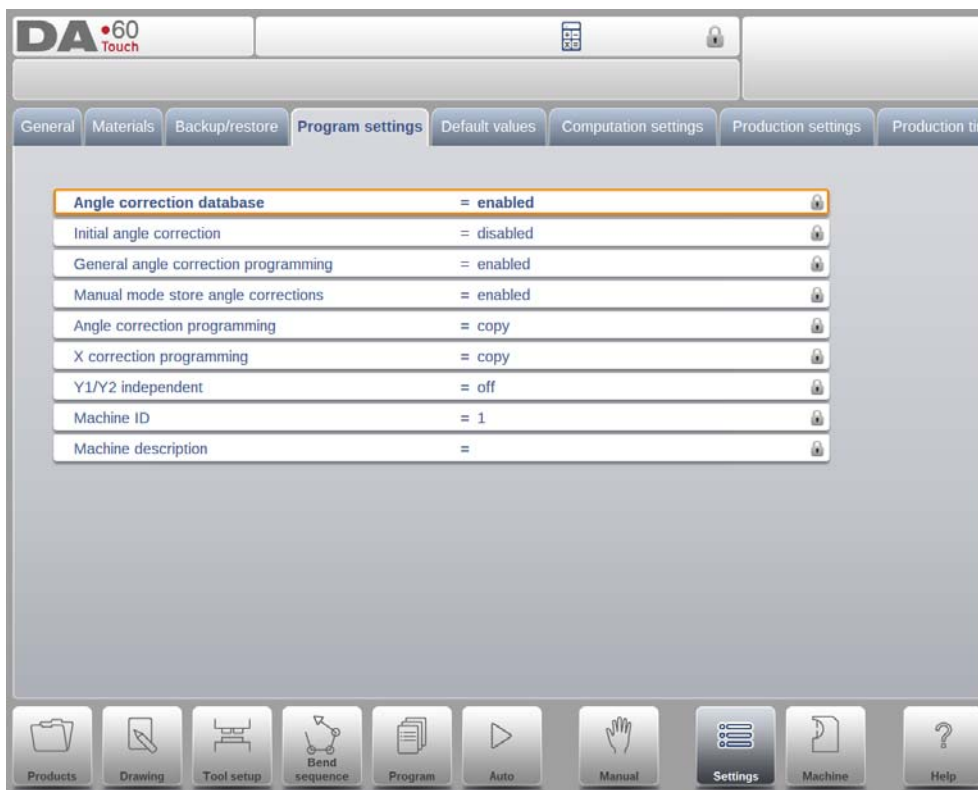 DA •60
Touch
General Materials Backup/restore Program settings Default values Computation settings Production settings Production
Angle correction database = enabled
Initial angle correction = disabled
General angle correction programming = enabled
Manual mode store angle corrections = enabled
Angle correction programming = copy
X correction programming = copy
Y1/Y2 independent = off
Machine ID = 1
Machine description =
Products Drawing Tool setup Bend sequence Program Auto Manual Settings Machine Help